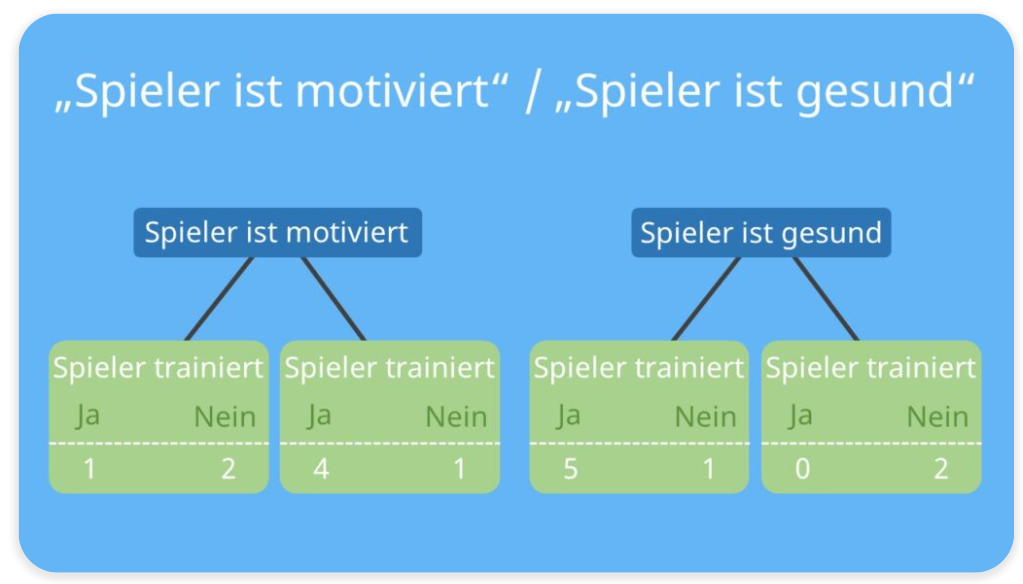 „Spieler ist motiviert“ / „Spieler ist gesund“
Spieler ist motiviert
Spieler ist gesund
Spieler trainiert
Ja Nein
1 2
Spieler trainiert
Ja Nein
4 1
Spieler trainiert
Ja Nein
5 1
Spieler trainiert
Ja Nein
0 2